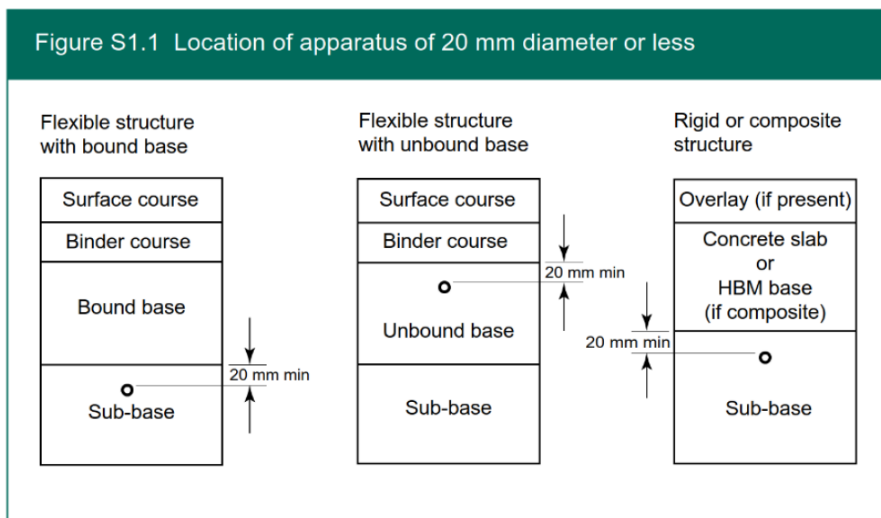 Figure S1.1 Location of apparatus of 20 mm diameter or less
Flexible structure
with bound base
Surface course
Binder course
Bound base
20 mm min
Sub-base
Flexible structure
with unbound base
Surface course
Binder course
20 mm min
Unbound base
Sub-base
Rigid or composite
structure
Overlay (if present)
Concrete slab
or
HBM base
(if composite)
20 mm min
Sub-base